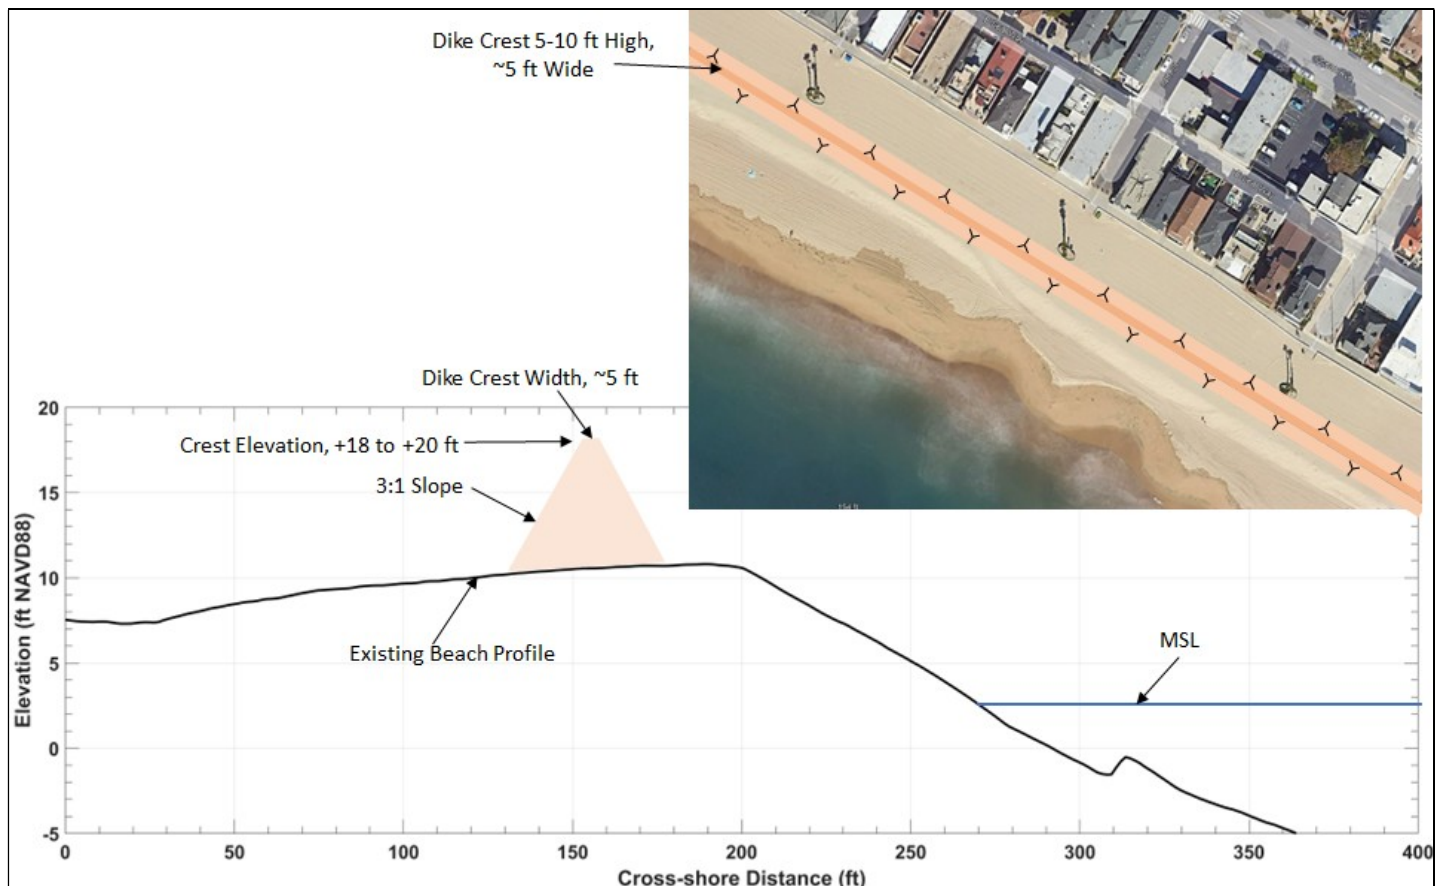 Dike Crest 5-10 ft High,
~5 ft Wide
Dike Crest Width, ~5 ft
Crest Elevation, +18 to +20 ft
3:1 Slope
Existing Beach Profile
MSL
Elevation (ft NAVD88)
20
15
10
5
0
-5
0 50 100 150 200 250 300 350 400
Cross-shore Distance (ft)